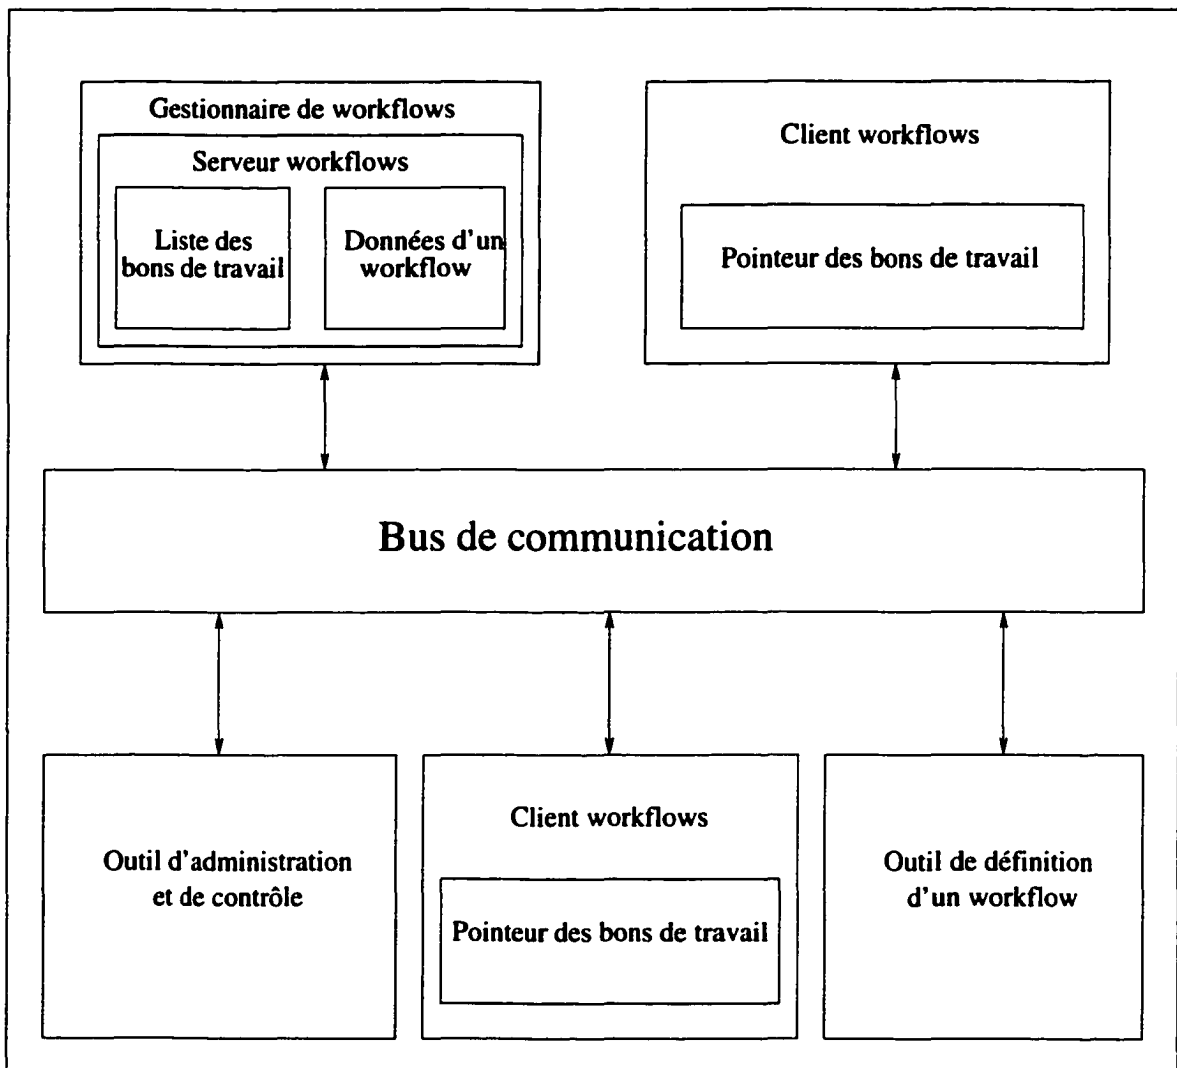 Gestionnaire de workflows
Serveur workflows
Liste des
bons de travail
Données d'un
workflow
Client workflows
Pointeur des bons de travail
Bus de communication
Outil d'administration
et de contrôle
Client workflows
Pointeur des bons de travail
Outil de définition
d'un workflow